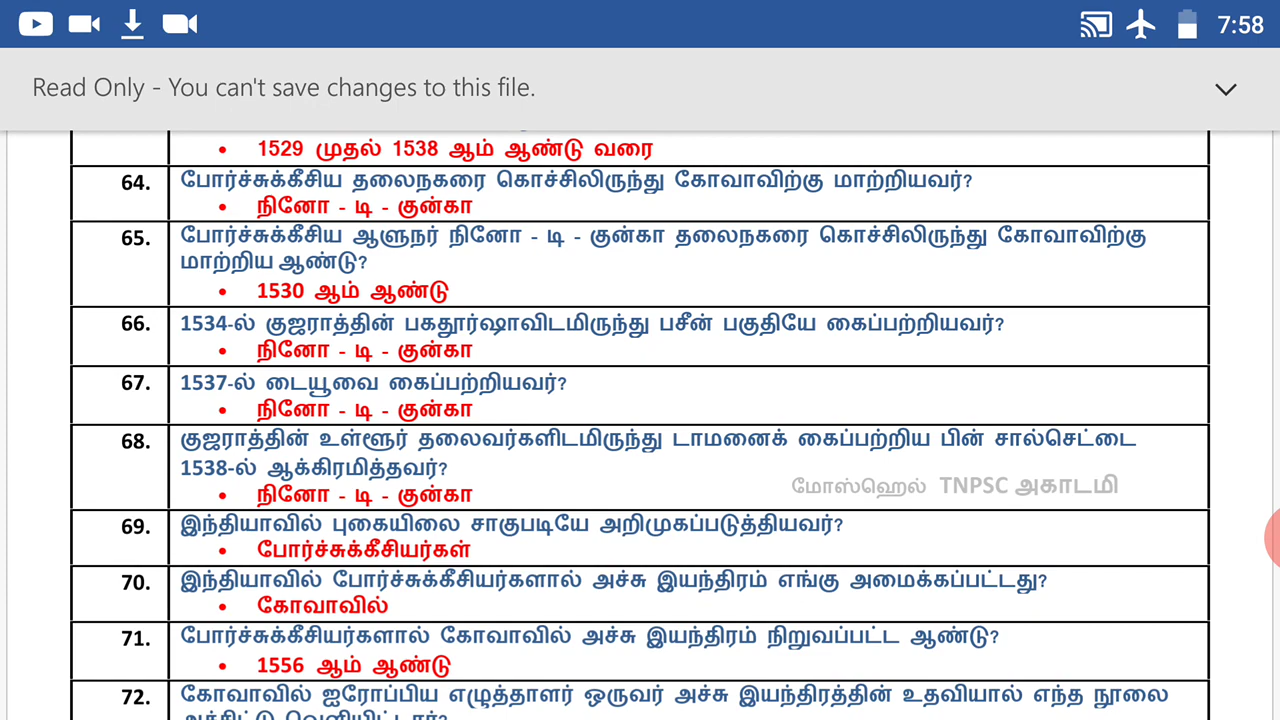 7:58
Read Only - You can't save changes to this file.
• 1529 முதல் 1538 ஆம் ஆண்டு வரை
64. போர்ச்சுக்கீசிய தலைநகரை கொச்சிலிருந்து கோவாவிற்கு மாற்றியவர்?
• நினோ - டி - குன்கா
65. போர்ச்சுக்கீசிய ஆளுநர் நினோ - டி - குன்கா தலைநகரை கொச்சிலிருந்து கோவாவிற்கு
மாற்றிய ஆண்டு?
• 1530 ஆம் ஆண்டு
66. 1534-ல் குஜராத்தின் பகதூர்ஷாவிடமிருந்து பசீன் பகுதியே கைப்பற்றியவர்?
• நினோ - டி - குன்கா
67. 1537-ல் டையூவை கைப்பற்றியவர்?
• நினோ - டி - குன்கா
68. குஜராத்தின் உள்ளூர் தலைவர்களிடமிருந்து டாமனைக் கைப்பற்றிய பின் சால்செட்டை
1538-ல் ஆக்கிரமித்தவர்?
• நினோ - டி - குன்கா
மோஸ்ஹெல் TNPSC அகாடமி
69. இந்தியாவில் புகையிலை சாகுபடியே அறிமுகப்படுத்தியவர்?
• போர்ச்சுக்கீசியர்கள்
70. இந்தியாவில் போர்ச்சுக்கீசியர்களால் அச்சு இயந்திரம் எங்கு அமைக்கப்பட்டது?
• கோவாவில்
71. போர்ச்சுக்கீசியர்களால் கோவாவில் அச்சு இயந்திரம் நிறுவப்பட்ட ஆண்டு?
• 1556 ஆம் ஆண்டு
72. கோவாவில் ஐரோப்பிய எழுத்தாளர் ஒருவர் அச்சு இயந்திரத்தின் உதவியால் எந்த நூலை